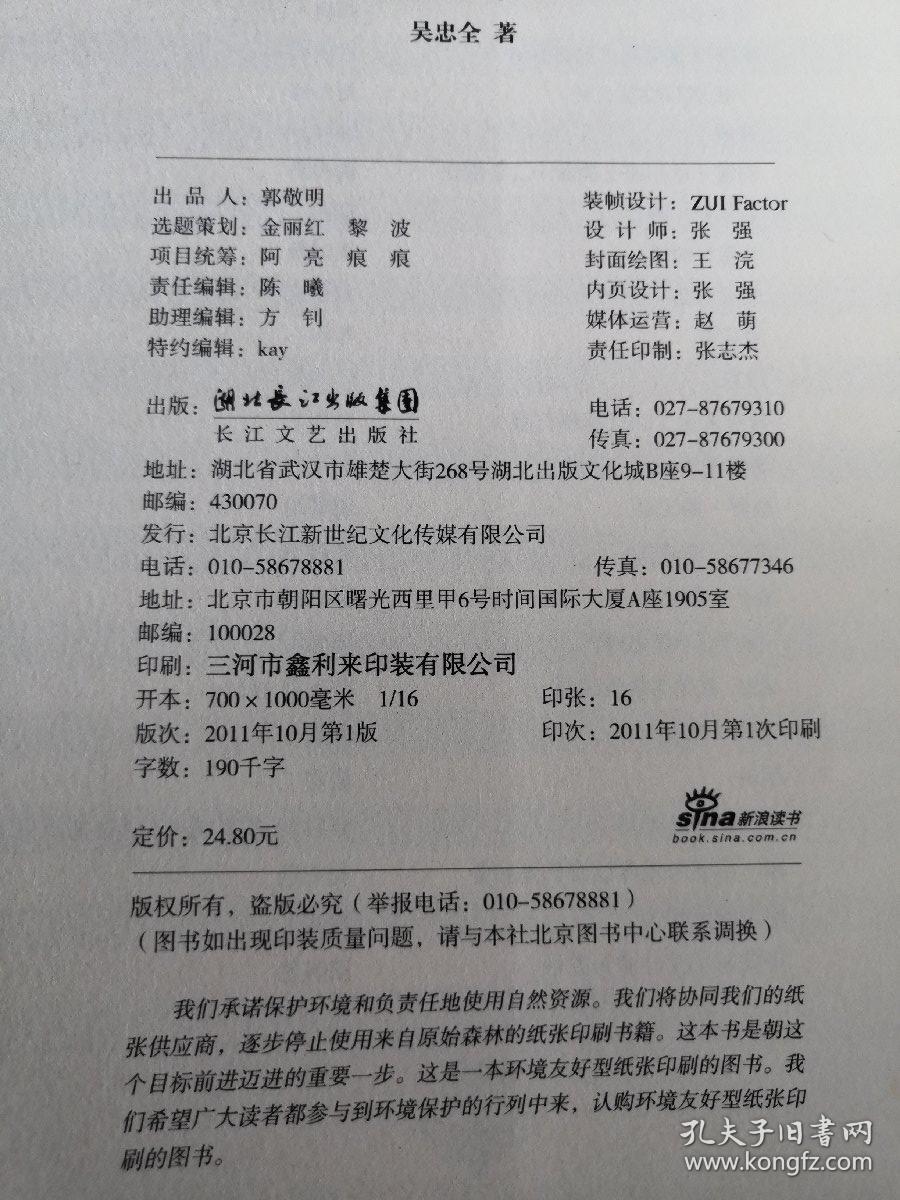 吴忠全 著
出 品 人：郭敬明 装帧设计：ZUI Factor
选题策划：金丽红 黎 波 设 计 师：张 强
项目统筹：阿 亮 痕 痕 封面绘图：王 浣
责任编辑：陈 曦 内页设计：张 强
助理编辑：方 钊 媒体运营：赵 萌
特约编辑：kay 责任印制：张志杰
出版：湖北長江出版集团 电话：027-87679310
长江文艺出版社 传真：027-87679300
地址：湖北省武汉市雄楚大街268号湖北出版文化城B座9-11楼
邮编：430070
发行：北京长江新世纪文化传媒有限公司
电话：010-58678881 传真：010-58677346
地址：北京市朝阳区曙光西里甲6号时间国际大厦A座1905室
邮编：100028
印刷：三河市鑫利来印装有限公司
开本：700×1000毫米 1/16 印张：16
版次：2011年10月第1版 印次：2011年10月第1次印刷
字数：190千字
sina新浪读书
定价：24.80元 book.sina.com.cn
版权所有，盗版必究（举报电话：010-58678881）
（图书如出现印装质量问题，请与本社北京图书中心联系调换）
我们承诺保护环境和负责任地使用自然资源。我们将协同我们的纸
张供应商，逐步停止使用来自原始森林的纸张印刷书籍。这本书是朝这
个目标前进迈进的重要一步。这是一本环境友好型纸张印刷的图书。我
们希望广大读者都参与到环境保护的行列中来，认购环境友好型纸张印
刷的图书。
孔夫子旧书网
www.kongfz.com